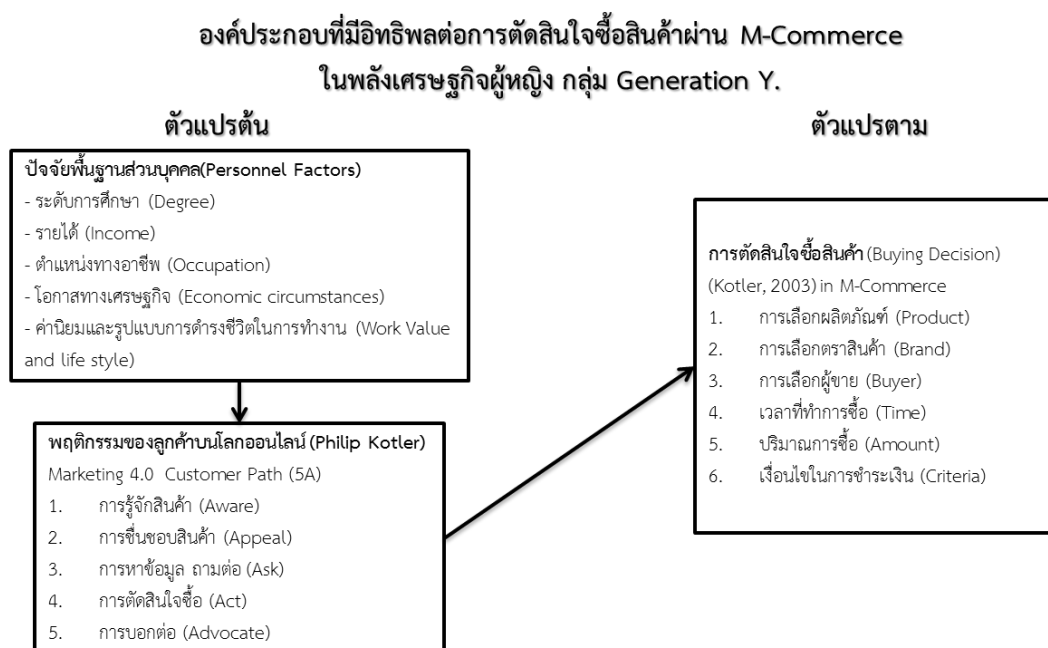 องค์ประกอบที่มีอิทธิพลต่อการตัดสินใจซื้อสินค้าผ่าน M-Commerce
ในพลังเศรษฐกิจผู้หญิง กลุ่ม Generation Y.
ตัวแปรต้น
ตัวแปรตาม
ปัจจัยพื้นฐานส่วนบุคคล(Personnel Factors)
- ระดับการศึกษา (Degree)
- รายได้ (Income)
- ตำแหน่งทางอาชีพ (Occupation)
- โอกาสทางเศรษฐกิจ (Economic circumstances)
- ค่านิยมและรูปแบบการดำรงชีวิตในการทำงาน (Work Value
and life style)
พฤติกรรมของลูกค้าบนโลกออนไลน์ (Philip Kotler)
Marketing 4.0 Customer Path (5A)
1. การรู้จักสินค้า (Aware)
2. การชื่นชอบสินค้า (Appeal)
3. การหาข้อมูล ถามต่อ (Ask)
4. การตัดสินใจซื้อ (Act)
5. การบอกต่อ (Advocate)
การตัดสินใจซื้อสินค้า (Buying Decision)
(Kotler, 2003) in M-Commerce
1. การเลือกผลิตภัณฑ์ (Product)
2. การเลือกตราสินค้า (Brand)
3. การเลือกผู้ขาย (Buyer)
4. เวลาที่ทำการซื้อ (Time)
5. ปริมาณการซื้อ (Amount)
6. เงื่อนไขในการชำระเงิน (Criteria)